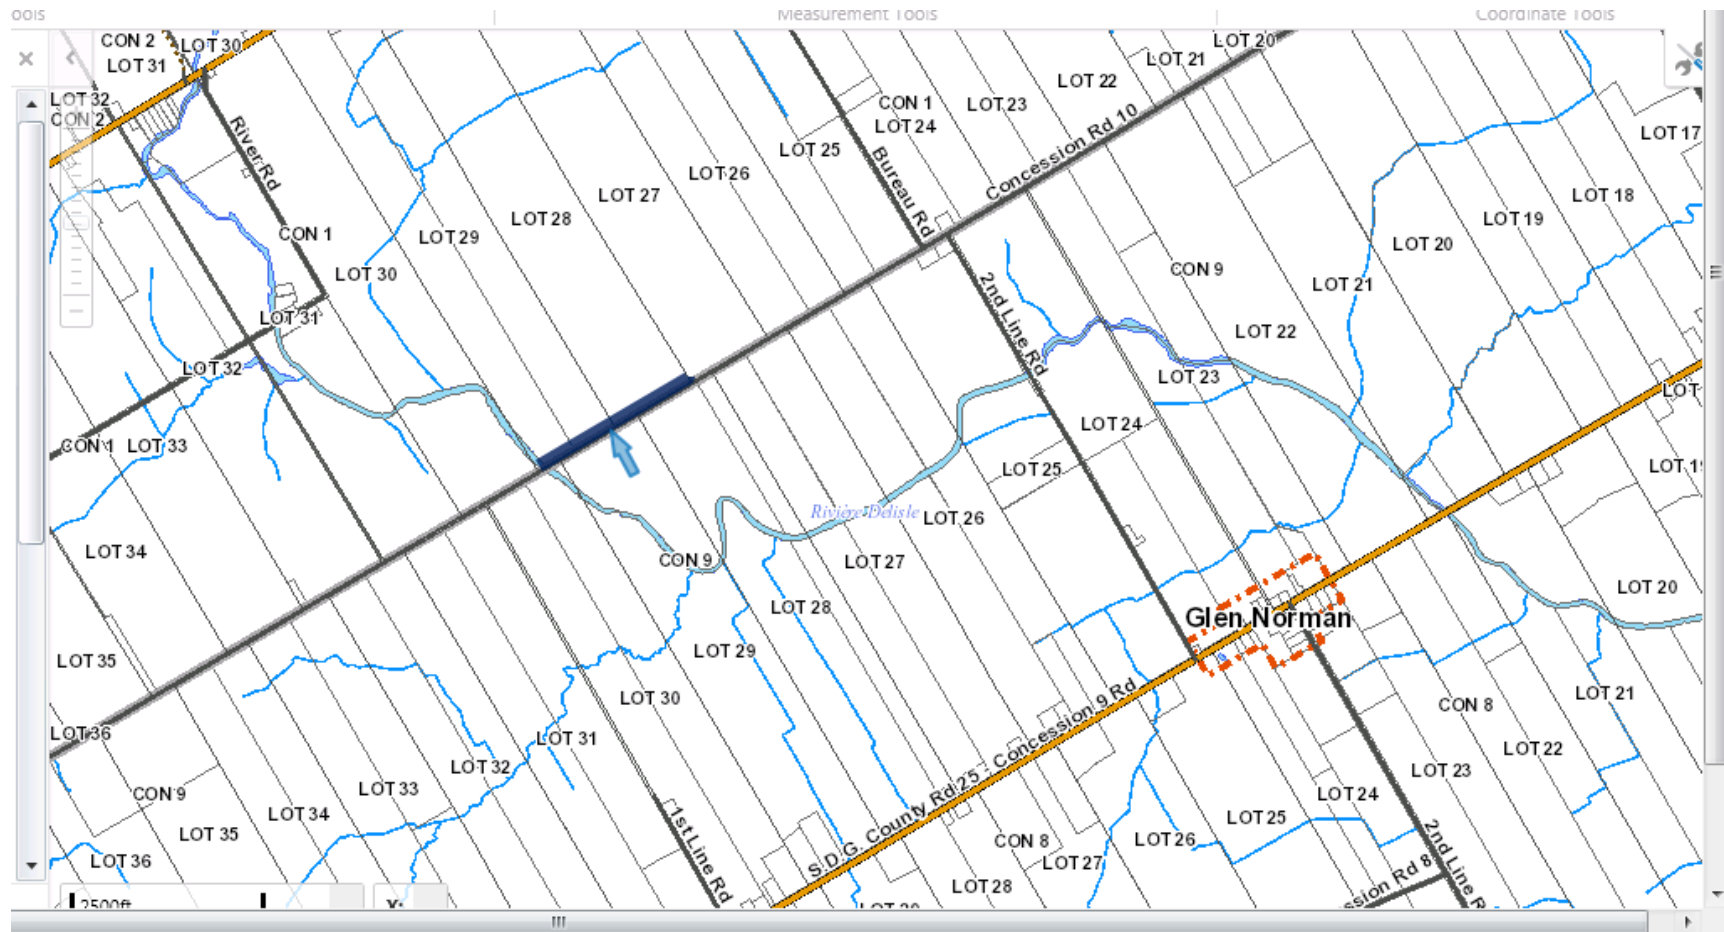 Measurement Tools
Coordinate Tools
CON 2
LOT 30
LOT 31
LOT 32
CON 2
River Rd
CON 1
LOT 30
LOT 31
LOT 32
CON 1
LOT 33
LOT 29
LOT 28
LOT 27
LOT 26
LOT 25
CON 1
LOT 24
LOT 23
LOT 22
LOT 21
LOT 20
Bureau Rd
Concession Rd 10
LOT 17
LOT 18
LOT 19
LOT 20
LOT 21
CON 9
LOT 22
2nd Line Rd
LOT 23
LOT 24
LOT 25
Rivière Delisle
LOT 26
LOT 27
CON 9
LOT 28
LOT 29
LOT 30
LOT 31
LOT 32
LOT 33
LOT 34
LOT 35
LOT 36
LOT 34
LOT 35
LOT 36
CON 9
Glen Norman
LOT 20
LOT 21
CON 8
LOT 22
LOT 23
LOT 24
LOT 25
LOT 26
LOT 27
CON 8
LOT 28
S.D.G. County Rd 25 - Concession 9 Rd
1st Line Rd
2nd Line R
ssion Rd 8
2500ft
X: